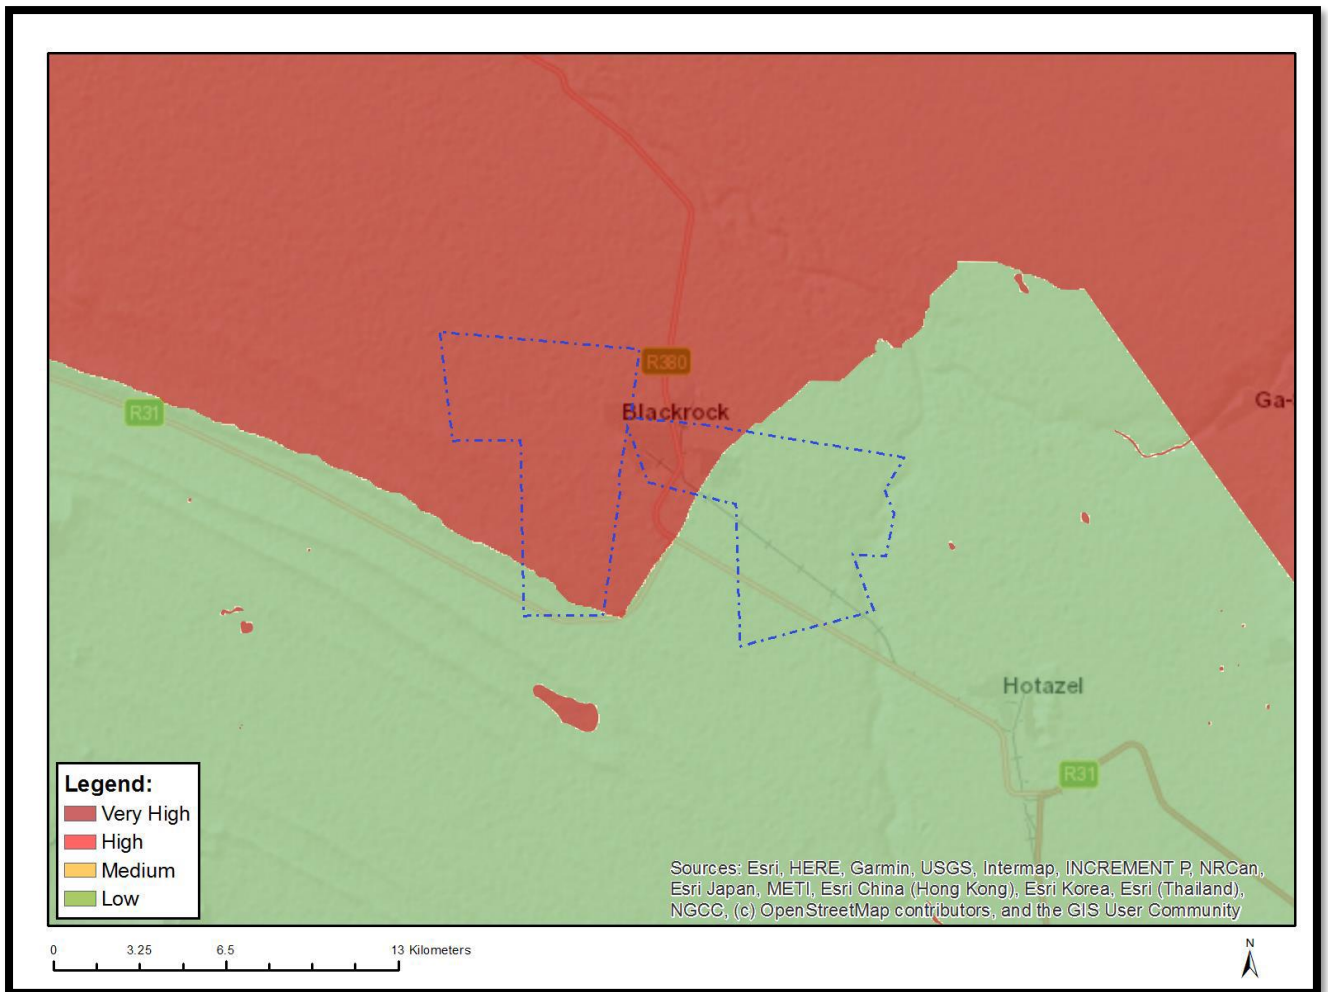 R380
Blackrock
R31
Ga-
Hotazel
R31
Legend:
Very High
High
Medium
Low
Sources: Esri, HERE, Garmin, USGS, Intermap, INCREMENT P, NRCan,
Esri Japan, METI, Esri China (Hong Kong), Esri Korea, Esri (Thailand),
NGCC, (c) OpenStreetMap contributors, and the GIS User Community
0 3.25 6.5 13 Kilometers
N